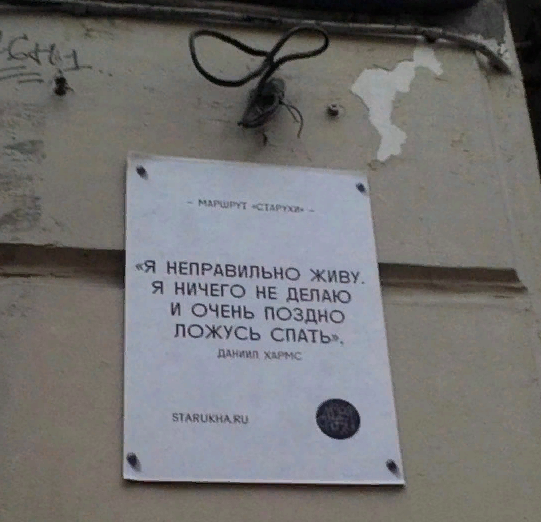 – МАРШРУТ «СТАРУХИ» –
«Я НЕПРАВИЛЬНО ЖИВУ.
Я НИЧЕГО НЕ ДЕЛАЮ
И ОЧЕНЬ ПОЗДНО
ЛОЖУСЬ СПАТЬ».
ДАНИИЛ ХАРМС
STARUKHA.RU